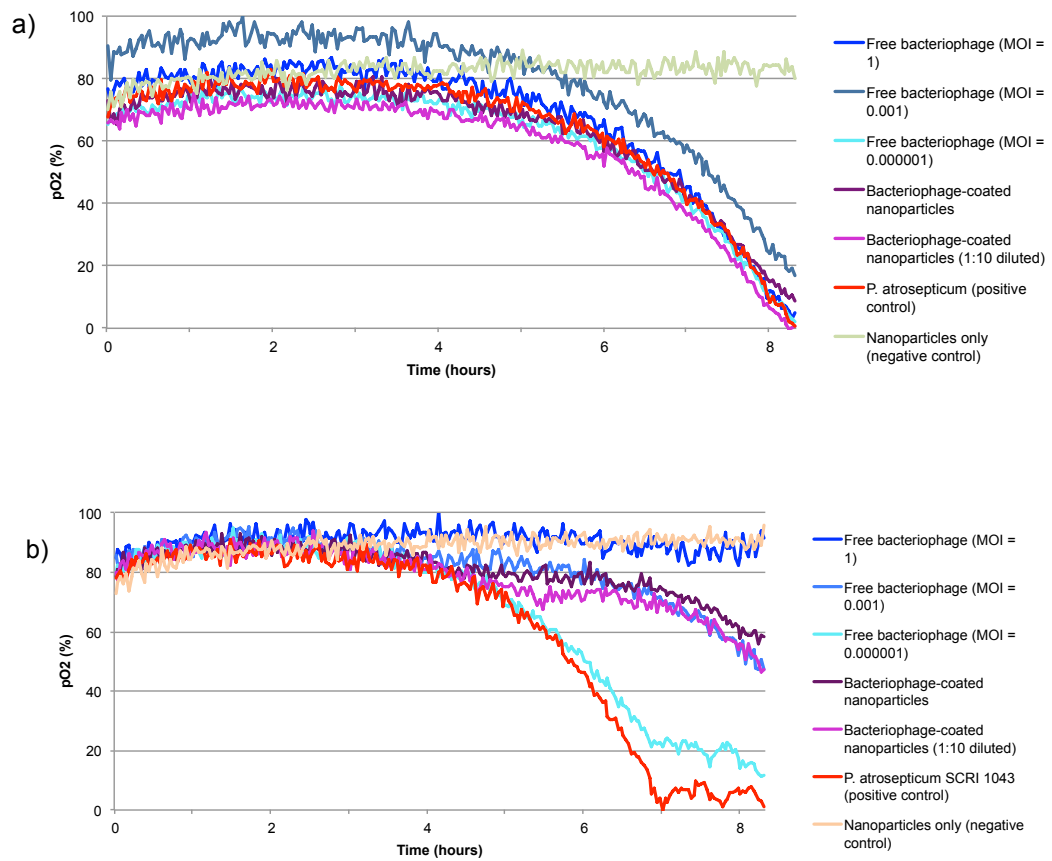 a)
100
80
60
40
20
0
pO2 (%)
0
2
4
6
8
Time (hours)
Free bacteriophage (MOI =
1)
Free bacteriophage (MOI =
0.001)
Free bacteriophage (MOI =
0.000001)
Bacteriophage-coated
nanoparticles
Bacteriophage-coated
nanoparticles (1:10 diluted)
P. atrosepticum (positive
control)
Nanoparticles only
(negative control)
b)
100
80
60
40
20
0
pO2 (%)
0
2
4
6
8
Time (hours)
Free bacteriophage (MOI =
1)
Free bacteriophage (MOI =
0.001)
Free bacteriophage (MOI =
0.000001)
Bacteriophage-coated
nanoparticles
Bacteriophage-coated
nanoparticles (1:10 diluted)
P. atrosepticum SCRI 1043
(positive control)
Nanoparticles only (negative
control)